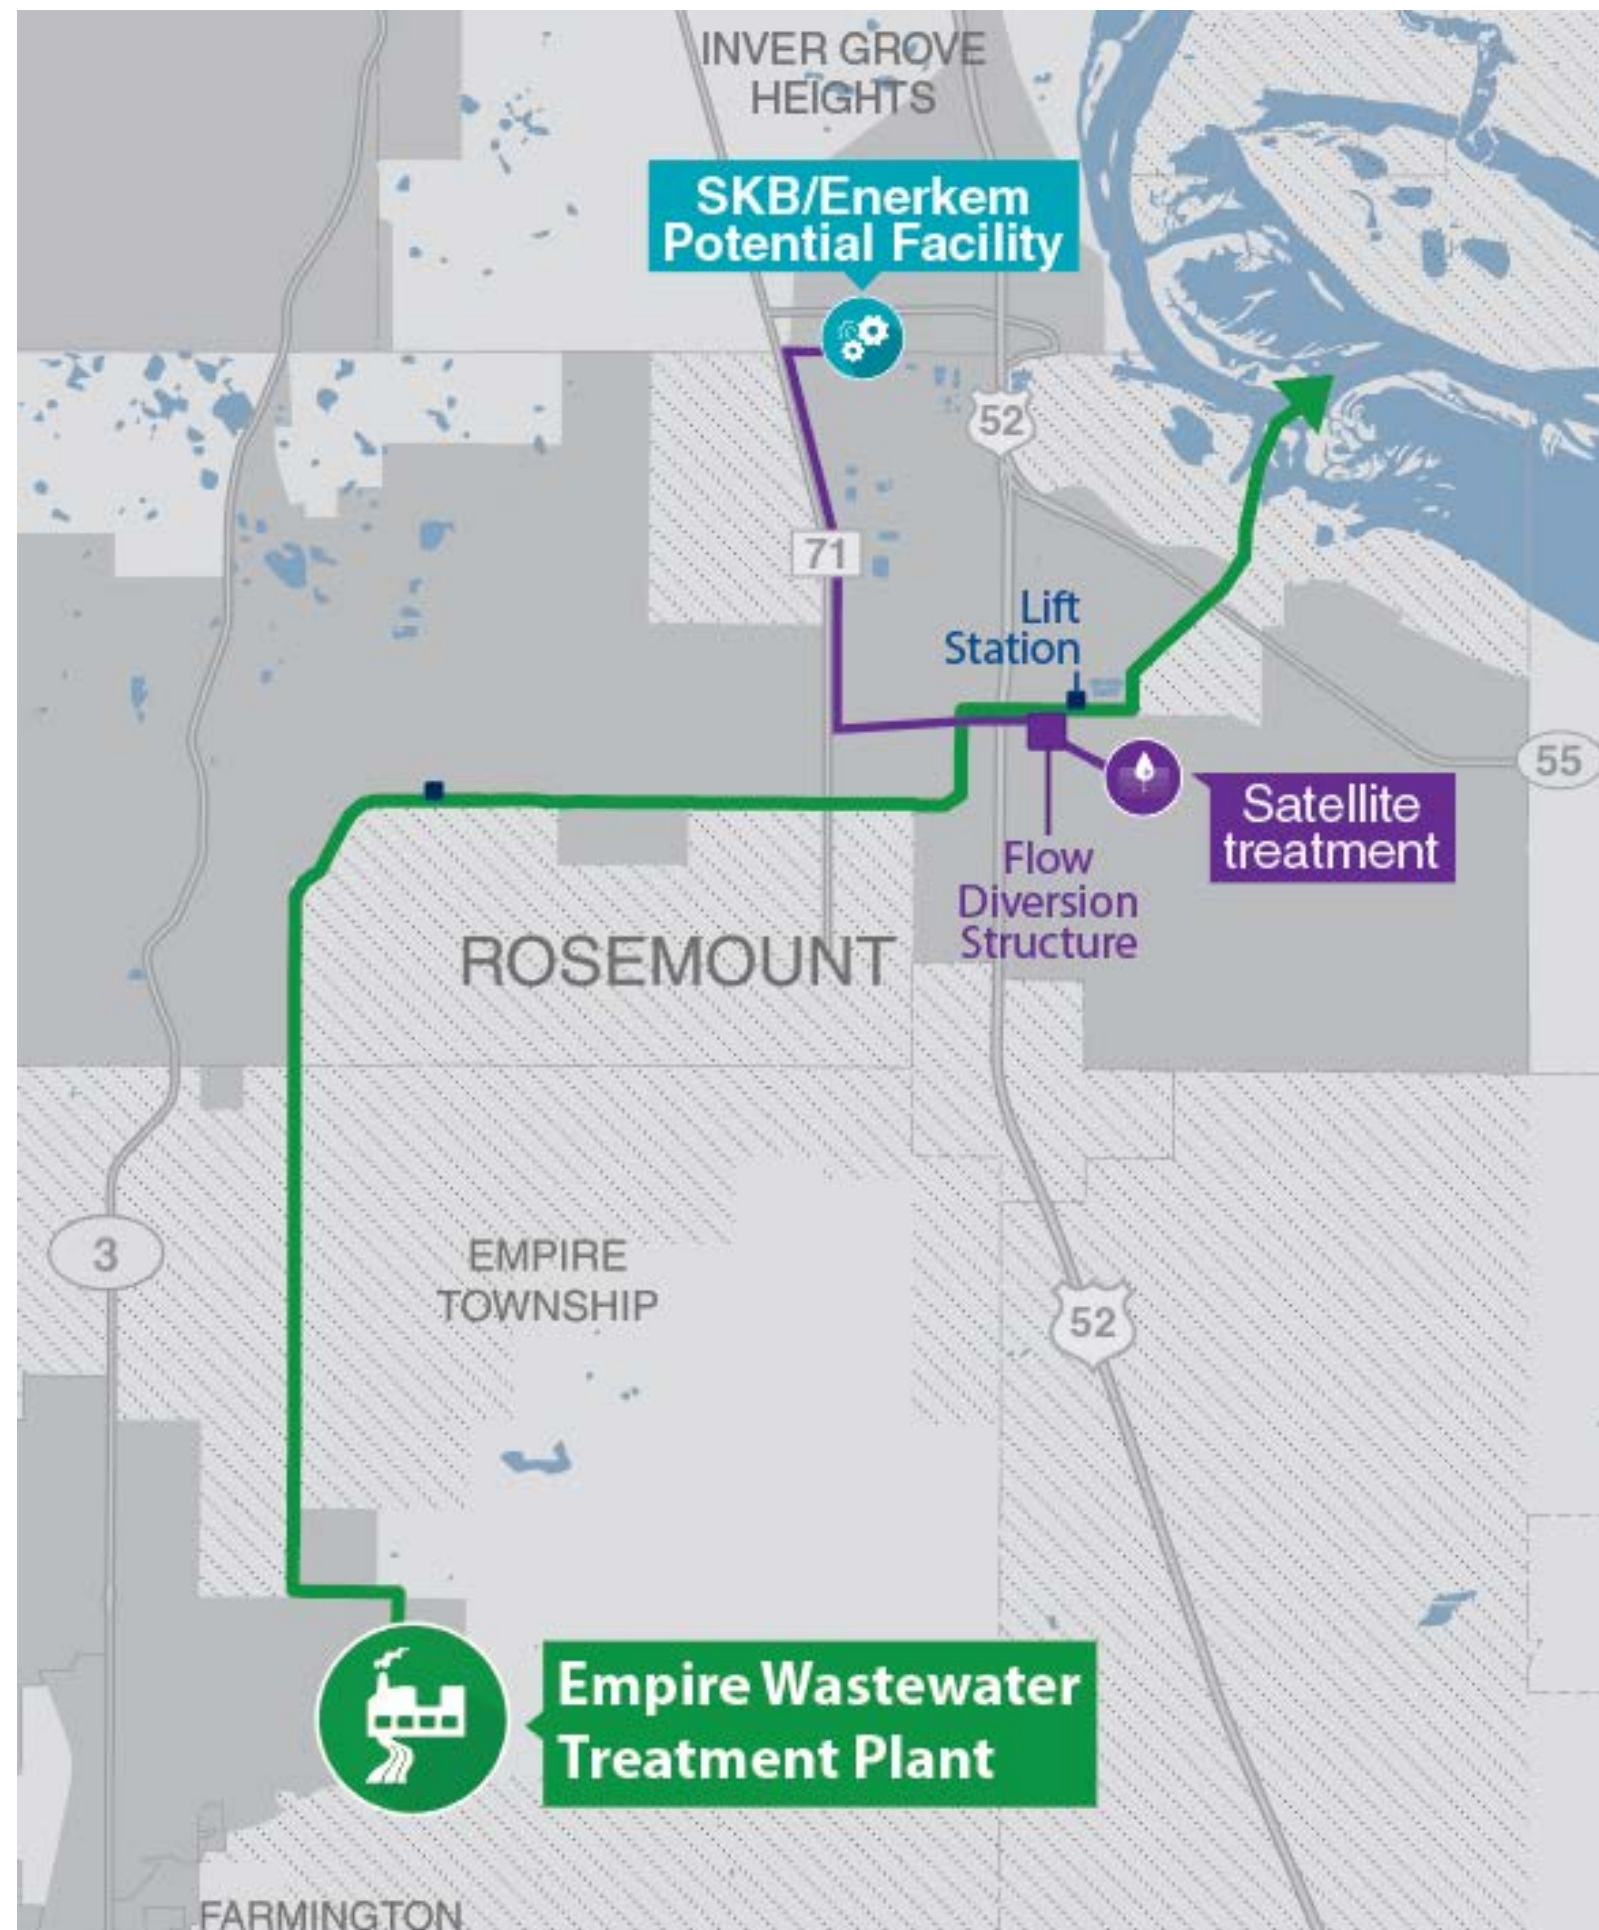 INVER GROVE
HEIGHTS
SKB/Enerkem
Potential Facility
52
71
Lift
Station
55
Satellite
treatment
Flow
Diversion
Structure
ROSEMOUNT
3
EMPIRE
TOWNSHIP
52
Empire Wastewater
Treatment Plant
FARMINGTON